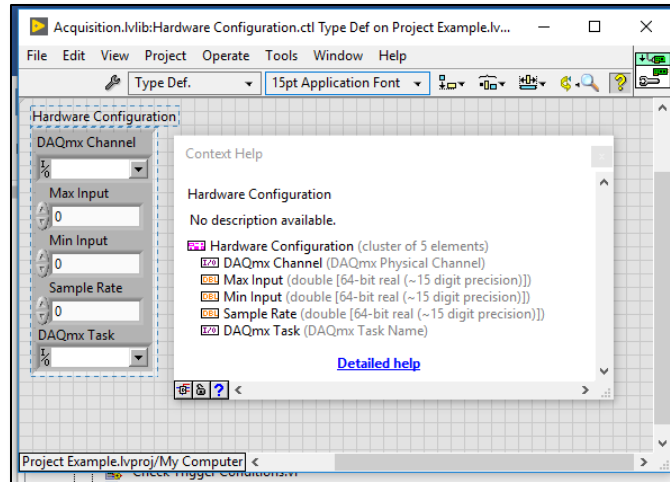 Acquisition.lvlib:Hardware Configuration.ctl Type Def on Project Example.lv...
File Edit View Project Operate Tools Window Help
Type Def. 15pt Application Font
Hardware Configuration
DAQmx Channel
Max Input
0
Min Input
0
Sample Rate
0
DAQmx Task
Context Help
Hardware Configuration
No description available.
Hardware Configuration (cluster of 5 elements)
I/0 DAQmx Channel (DAQmx Physical Channel)
DBL Max Input (double [64-bit real (~15 digit precision)])
DBL Min Input (double [64-bit real (~15 digit precision)])
DBL Sample Rate (double [64-bit real (~15 digit precision)])
I/0 DAQmx Task (DAQmx Task Name)
Detailed help
Project Example.lvproj/My Computer
Check Trigger Conditions.vi